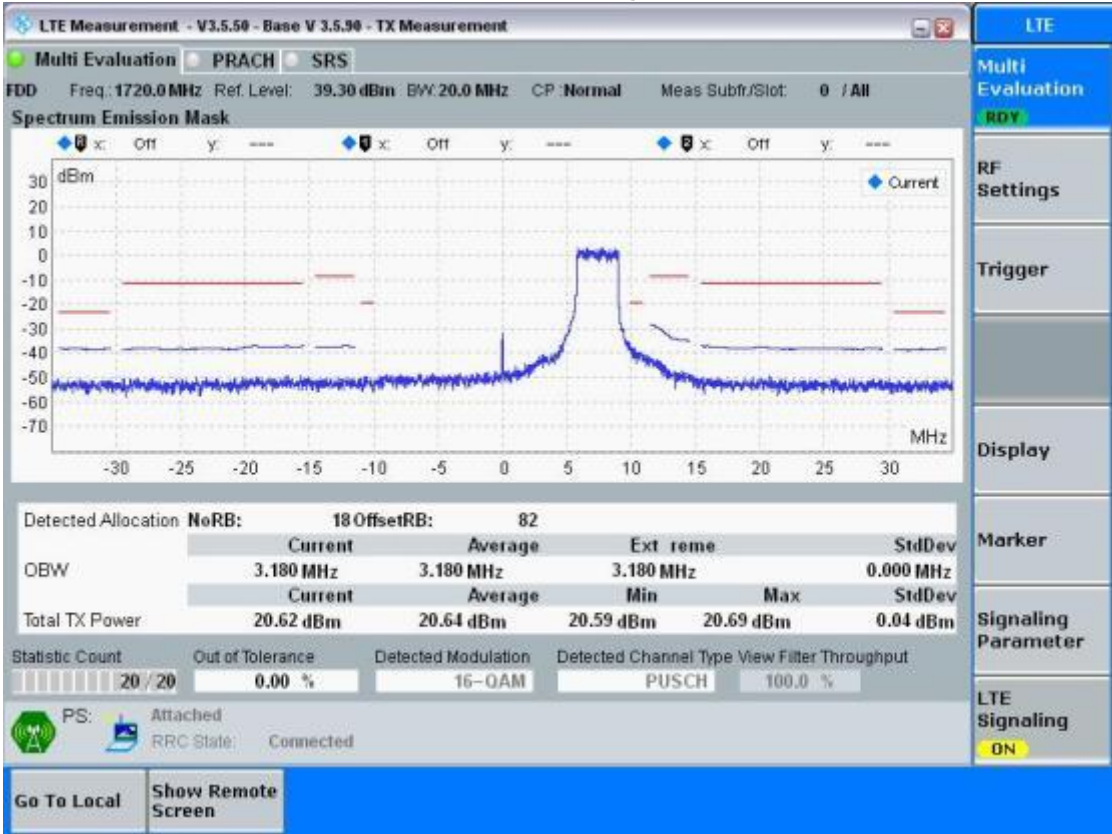 LTE Measurement - V3.5.50 - Base V 3.5.90 - TX Measurement
LTE
Multi Evaluation PRACH SRS
Multi
Evaluation
RDY
FDD Freq.: 1720.0 MHz Ref. Level: 39.30 dBm BW: 20.0 MHz CP :Normal Meas Subfr./Slot: 0 / All
Spectrum Emission Mask
x: Off y: --- x: Off y: --- x: Off y: ---
dBm
Current
30
20
10
0
-10
-20
-30
-40
-50
-60
-70
MHz
-30 -25 -20 -15 -10 -5 0 5 10 15 20 25 30
RF
Settings
Trigger
Display
Marker
Signaling
Parameter
LTE
Signaling
ON
Detected Allocation NoRB: 18 OffsetRB: 82
Current Average Ext reme StdDev
OBW 3.180 MHz 3.180 MHz 3.180 MHz 0.000 MHz
Current Average Min Max StdDev
Total TX Power 20.62 dBm 20.64 dBm 20.59 dBm 20.69 dBm 0.04 dBm
Statistic Count Out of Tolerance Detected Modulation Detected Channel Type View Filter Throughput
20 / 20 0.00 % 16-QAM PUSCH 100.0 %
PS: Attached
RRC State: Connected
Go To Local
Show Remote
Screen